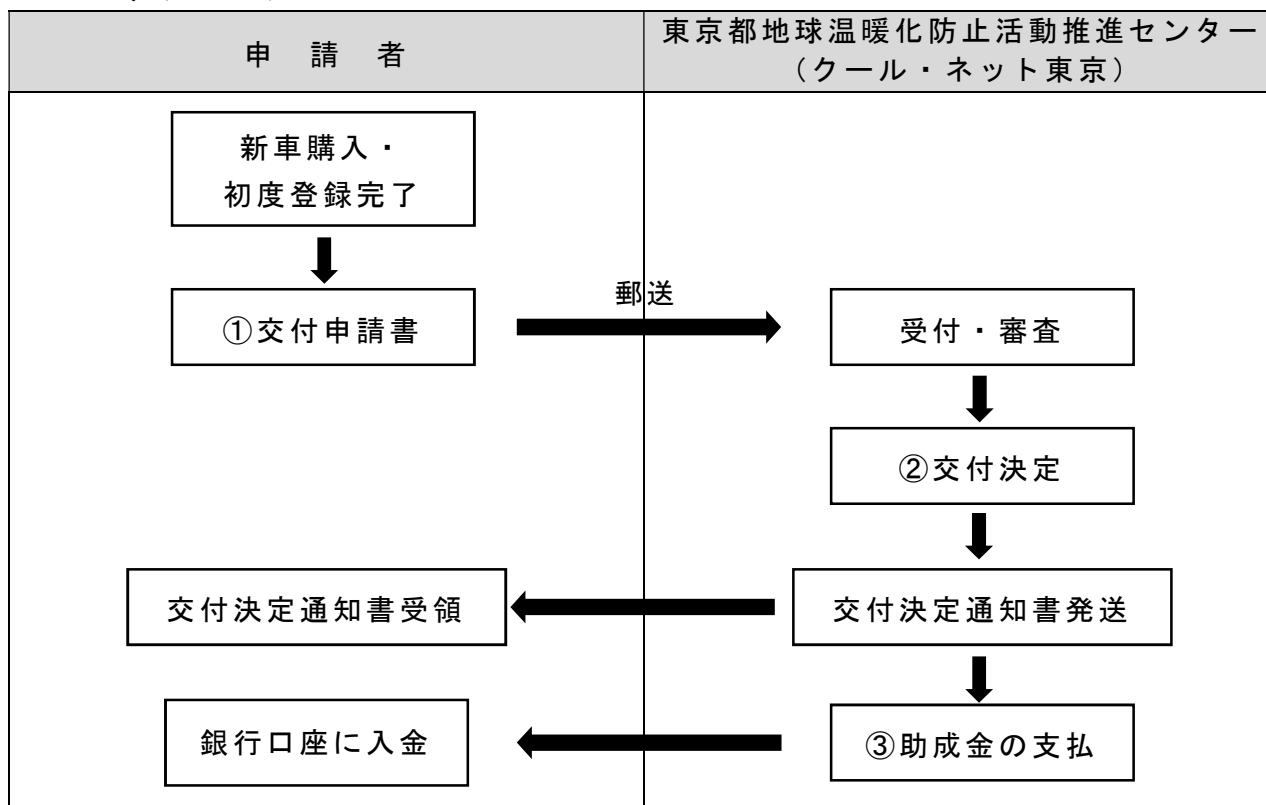 申請者
東京都地球温暖化防止活動推進センター
（クール・ネット東京）
新車購入・
初度登録完了
①交付申請書
郵送
受付・審査
②交付決定
交付決定通知書受領
交付決定通知書発送
銀行口座に入金
③助成金の支払